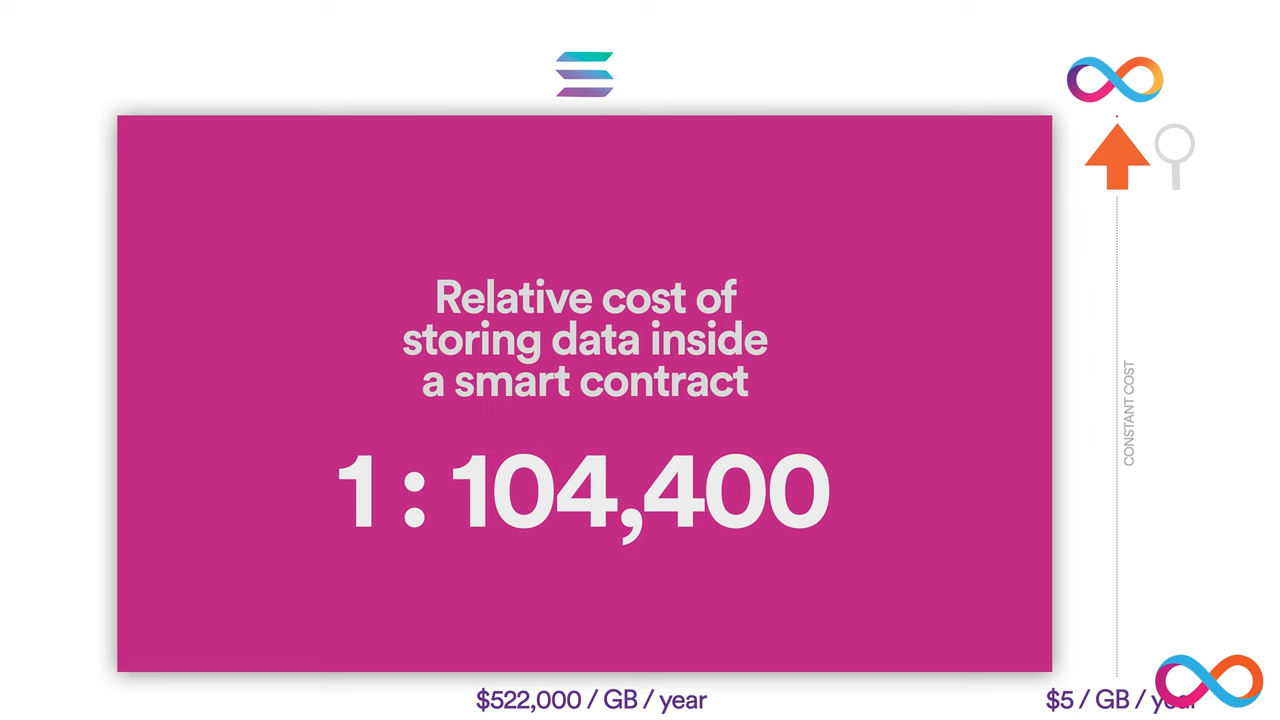 Relative cost of
storing data inside
a smart contract
1 : 104,400
CONSTANT COST
$522,000 / GB / year
$5 / GB / year